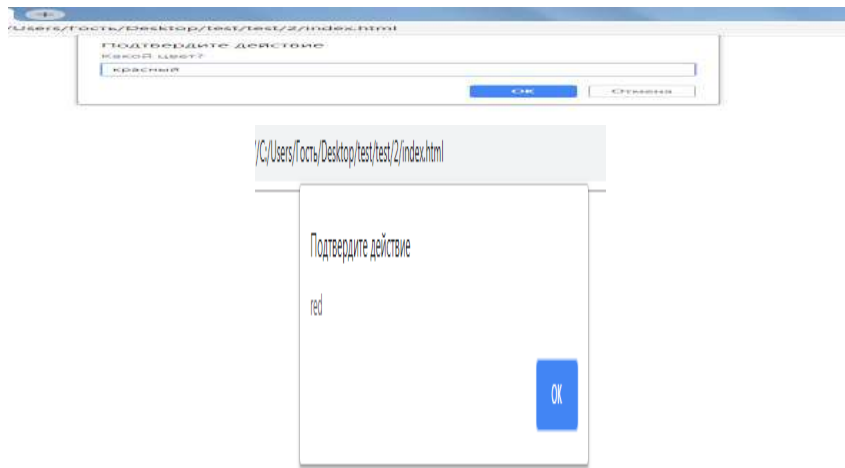 /Users/Гость/Desktop/test/test/2/index.html
Подтвердите действие
Какой цвет?
красный
OK Отмена
/C:/Users/Гость/Desktop/test/test/2/index.html
Подтвердите действие
red
OK